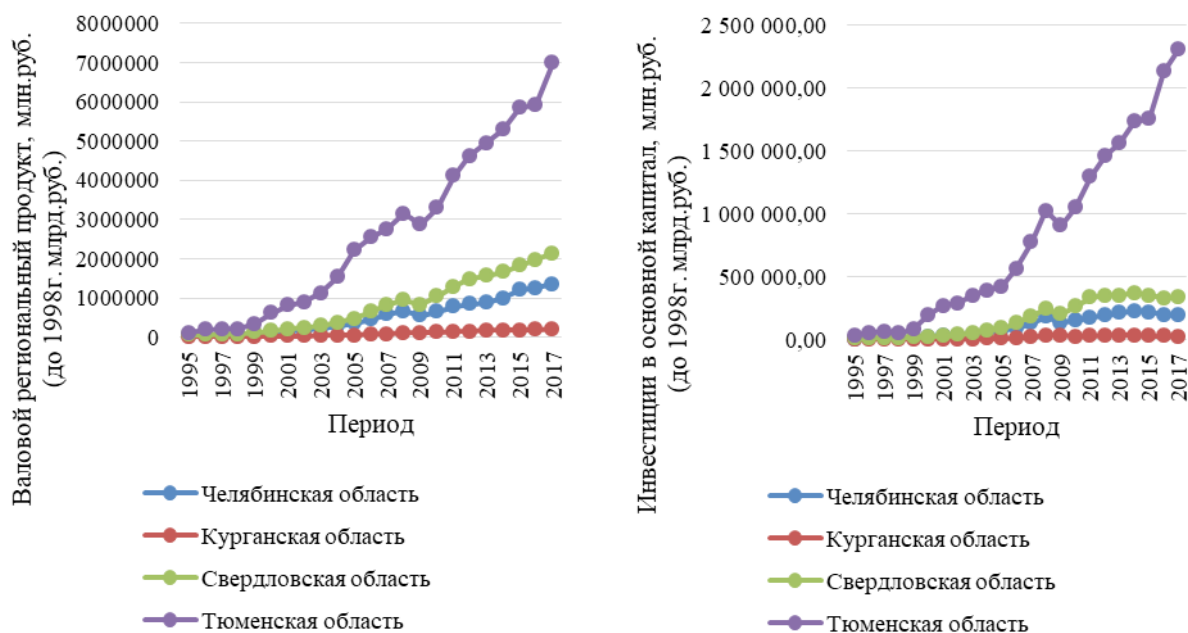 Валовой региональный продукт, млн.руб.
(до 1998г. млрд.руб.)
8000000
7000000
6000000
5000000
4000000
3000000
2000000
1000000
0
1995
1997
1999
2001
2003
2005
2007
2009
2011
2013
2015
2017
Период
Челябинская область
Курганская область
Свердловская область
Тюменская область
Инвестиции в основной капитал, млн.руб.
(до 1998г. млрд.руб.)
2 500 000,00
2 000 000,00
1 500 000,00
1 000 000,00
500 000,00
0,00
1995
1997
1999
2001
2003
2005
2007
2009
2011
2013
2015
2017
Период
Челябинская область
Курганская область
Свердловская область
Тюменская область